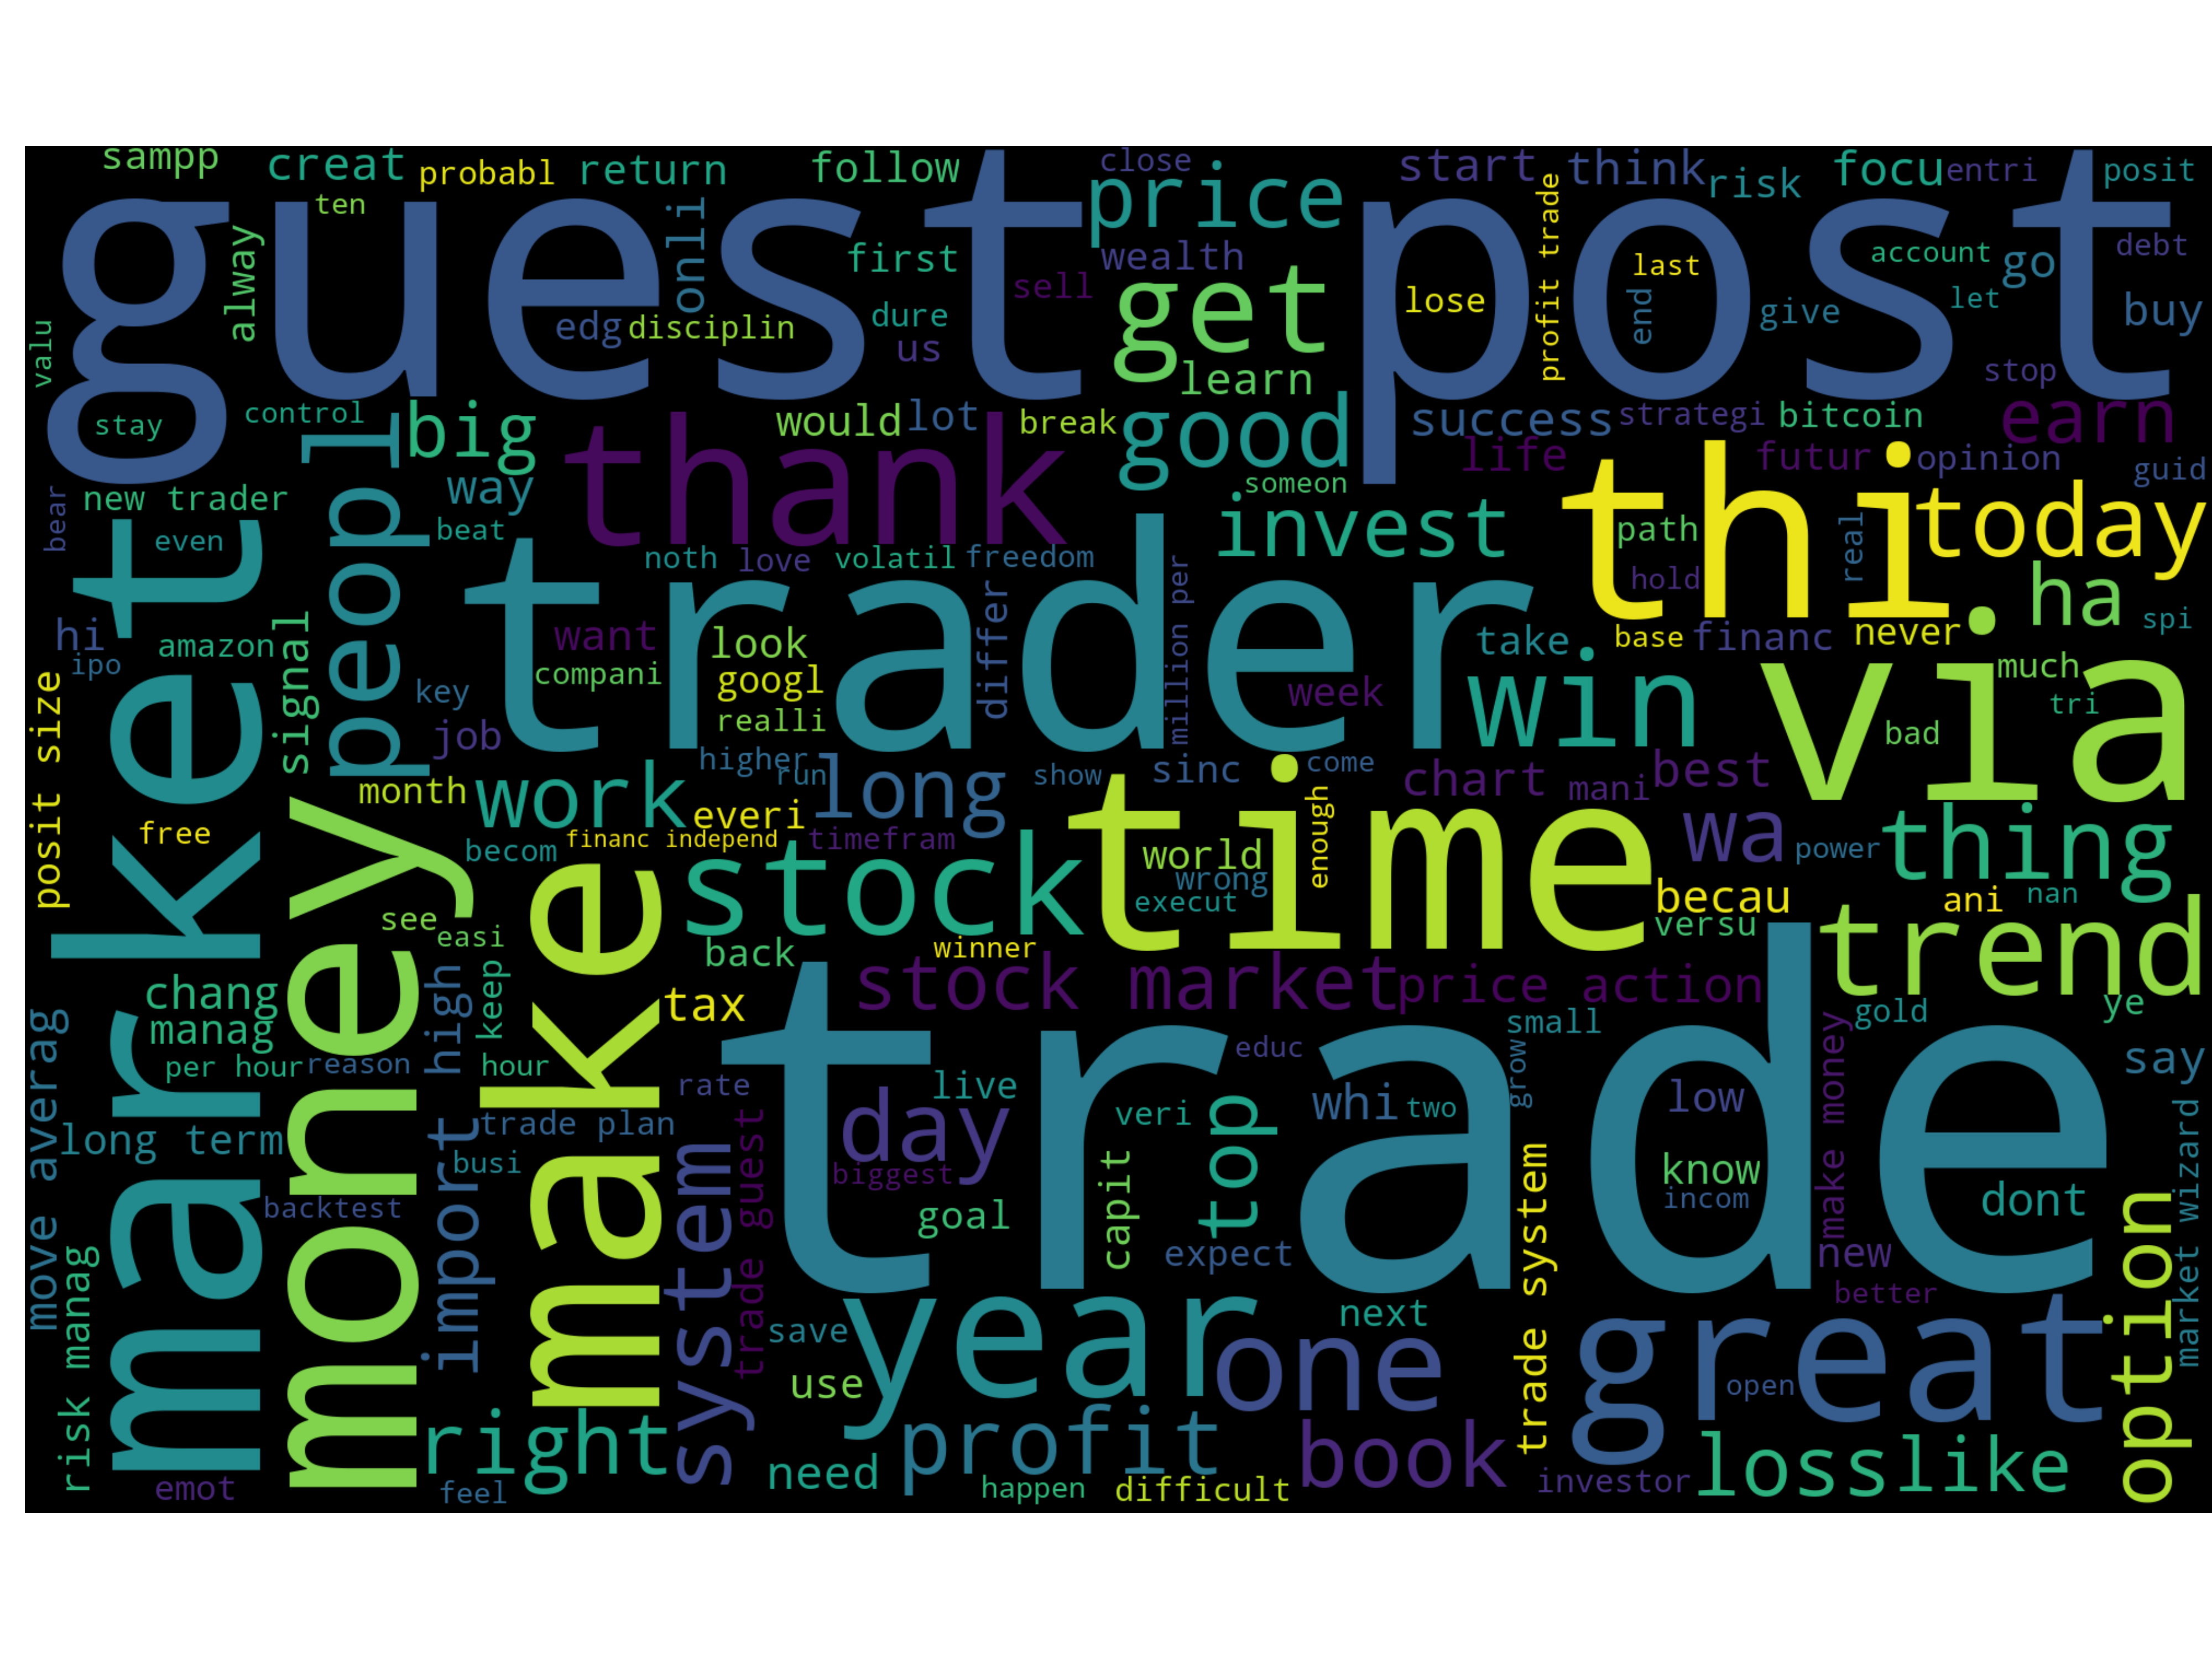 sampp
creat
probabl
return
follow
close
start
think
risk
focu
entri
posit
ten
guest post
price
alway
onli
first
wealth
sell
get
profit trade
lose
last
end
account
go
debt
let
give
buy
valu
edg
disciplin
dure
us
learn
stop
stay
control
peopl
big
thank
would
lot
break
good
success
strategi
bitcoin
earn
bear
new trader
way
someon
life
futur
opinion
guid
thi
today
even
beat
noth
love
volatil
freedom
invest
path
real
hold
hi
ipo
amazon
signal
trader
want
look
compani
googl
realli
differ
million per
week
take
base
financ
never
ha
spi
much
tri
via
bad
win
market
key
job
posit size
free
month
work
higher
run
everi
long
show
sinc
come
chart
mani
best
money
becom
financ independ
timefram
stock
time
world
wrong
execut
enough
wa
power
thing
becau
ani
nan
versu
see
easi
make
back
winner
stock market
price action
trend
move averag
chang
manag
per hour
reason
high
keep
hour
tax
rate
trade
educ
small
grow
make money
gold
ye
say
long term
import
trade plan
busi
system
trade guest
day
live
biggest
veri
capit
top
whi
two
low
know
incom
dont
market wizard
backtest
goal
expect
trade system
new
better
option
risk manag
save
use
year
one
next
great
open
emot
right
feel
need
profit
happen
difficult
book
investor
loss
like